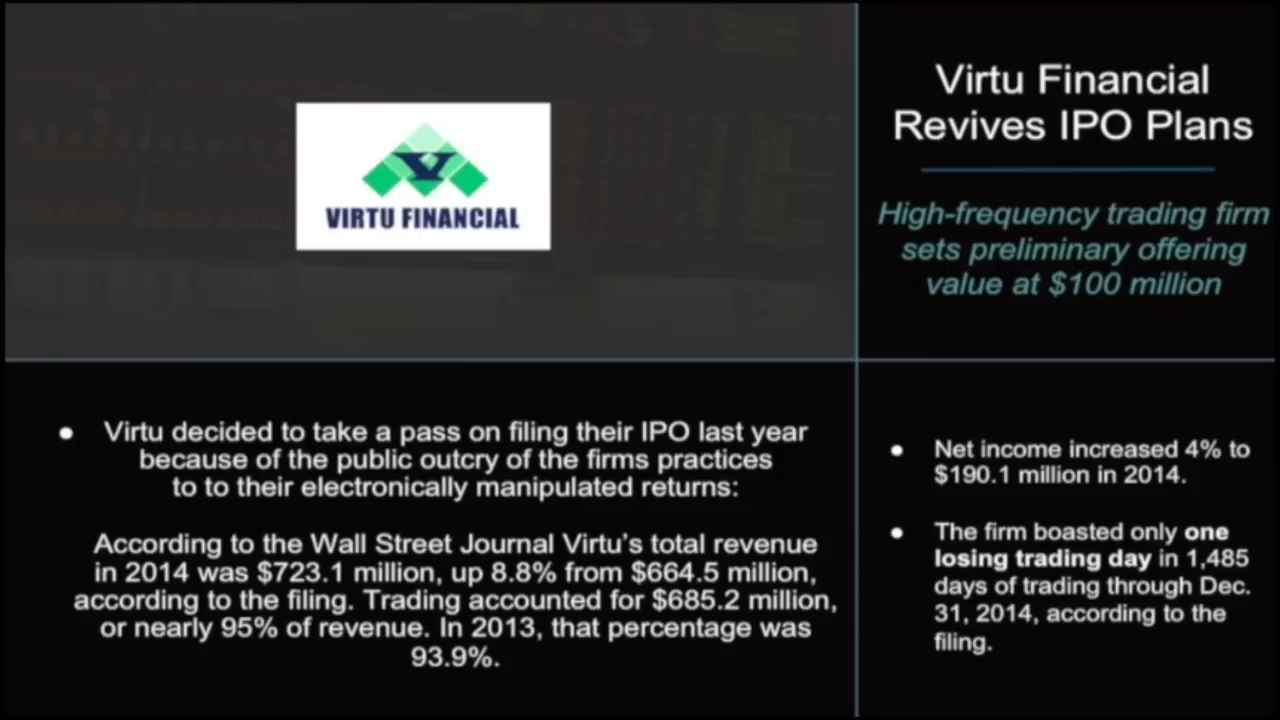 VIRTU FINANCIAL
Virtu Financial
Revives IPO Plans
High-frequency trading firm
sets preliminary offering
value at $100 million
• Virtu decided to take a pass on filing their IPO last year
because of the public outcry of the firms practices
to to their electronically manipulated returns:
According to the Wall Street Journal Virtu's total revenue
in 2014 was $723.1 million, up 8.8% from $664.5 million,
according to the filing. Trading accounted for $685.2 million,
or nearly 95% of revenue. In 2013, that percentage was
93.9%.
• Net income increased 4% to
$190.1 million in 2014.
• The firm boasted only one
losing trading day in 1,485
days of trading through Dec.
31, 2014, according to the
filing.